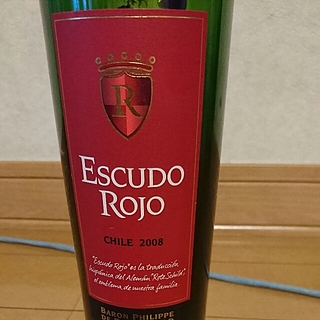 R
ESCUDO
ROJO
CHILE 2008
"Escudo Rojo" es la traducción
hispánica del Alemán "Rote Schild"
el emblema de nuestra familia.
BARON PHILIPPE